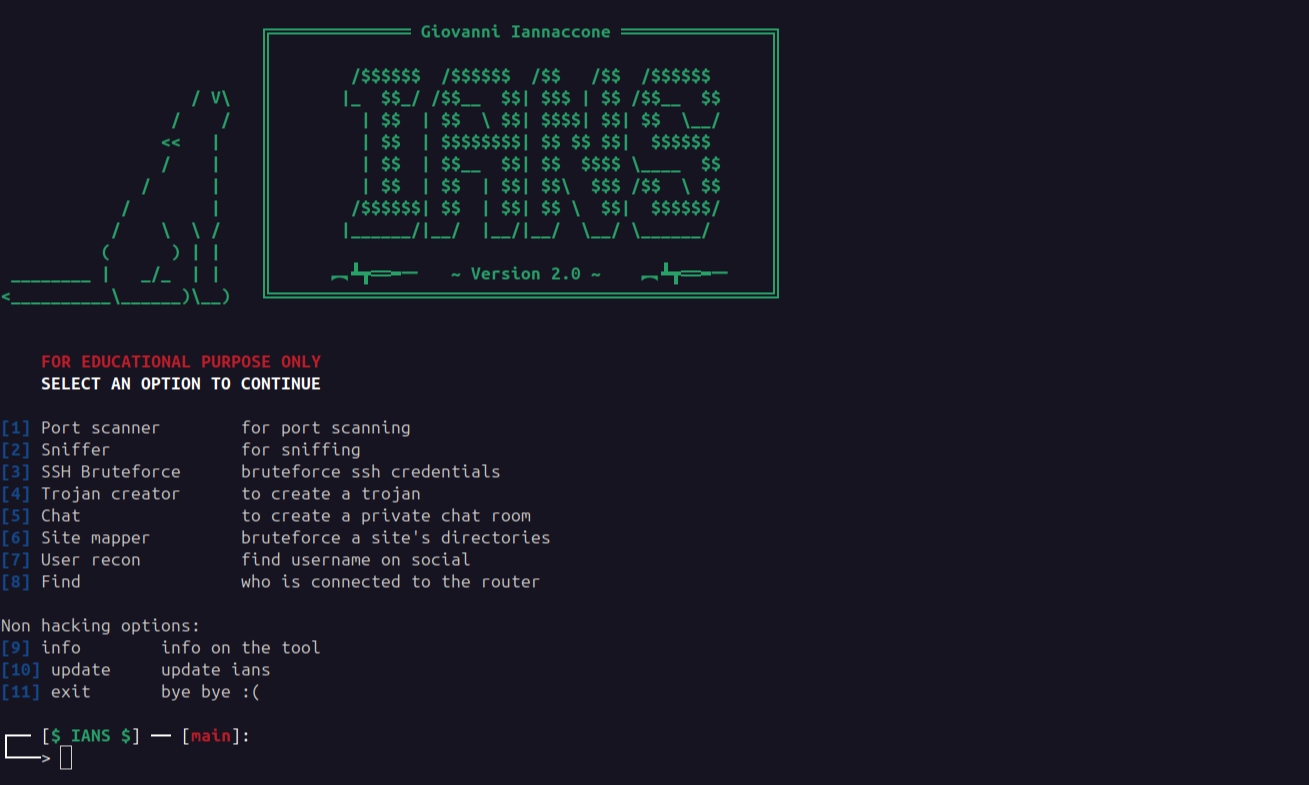 Giovanni Iannaccone
IANS
~ Version 2.0 ~
FOR EDUCATIONAL PURPOSE ONLY
SELECT AN OPTION TO CONTINUE
[1] Port scanner for port scanning
[2] Sniffer for sniffing
[3] SSH Bruteforce bruteforce ssh credentials
[4] Trojan creator to create a trojan
[5] Chat to create a private chat room
[6] Site mapper bruteforce a site's directories
[7] User recon find username on social
[8] Find who is connected to the router
Non hacking options:
[9] info info on the tool
[10] update update ians
[11] exit bye bye :(
[$ IANS $] — [main]:
>